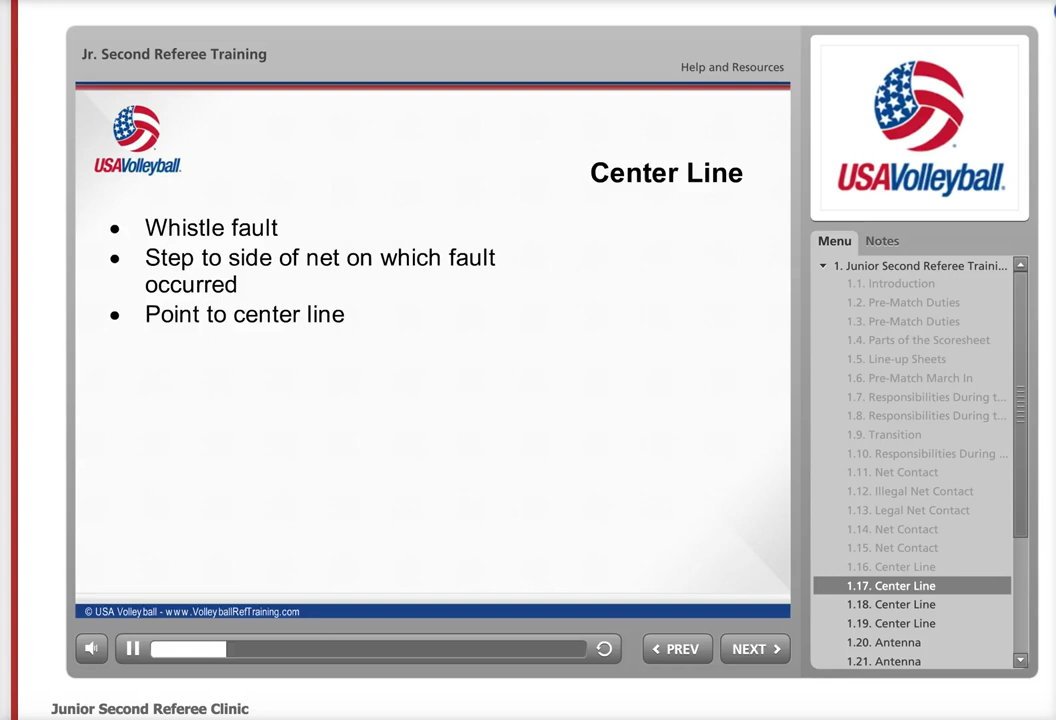 Jr. Second Referee Training
Help and Resources
USAVolleyball.
Center Line
• Whistle fault
• Step to side of net on which fault
occurred
• Point to center line
© USA Volleyball - www.VolleyballRefTraining.com
PREV
NEXT
USAVolleyball.
Menu Notes
1. Junior Second Referee Traini...
1.1. Introduction
1.2. Pre-Match Duties
1.3. Pre-Match Duties
1.4. Parts of the Scoresheet
1.5. Line-up Sheets
1.6. Pre-Match March In
1.7. Responsibilities During t...
1.8. Responsibilities During t...
1.9. Transition
1.10. Responsibilities During ...
1.11. Net Contact
1.12. Illegal Net Contact
1.13. Legal Net Contact
1.14. Net Contact
1.15. Net Contact
1.16. Center Line
1.17. Center Line
1.18. Center Line
1.19. Center Line
1.20. Antenna
1.21. Antenna
Junior Second Referee Clinic